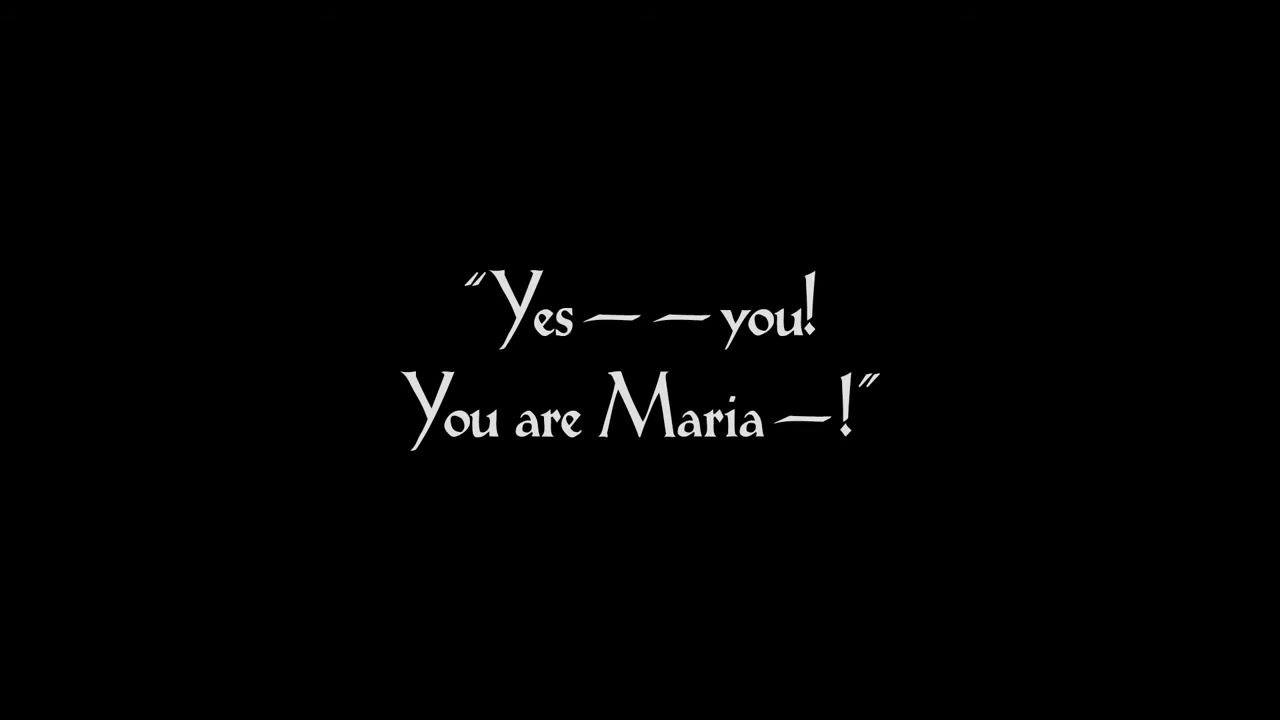 “Yes — — you!
You are Maria —!”